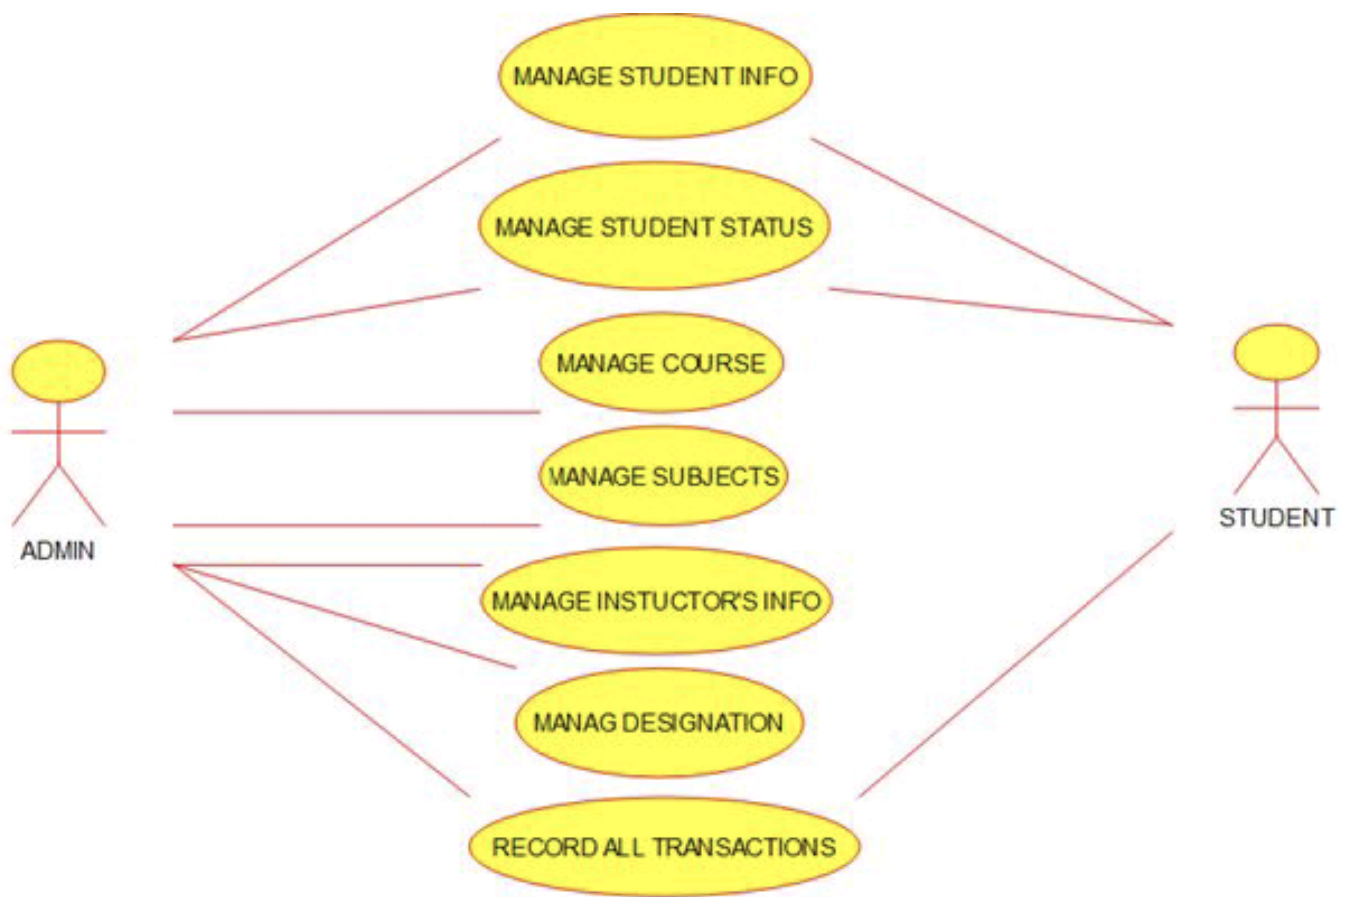 MANAGE STUDENT INFO
MANAGE STUDENT STATUS
MANAGE COURSE
MANAGE SUBJECTS
ADMIN
STUDENT
MANAGE INSTUCTOR'S INFO
MANAG DESIGNATION
RECORD ALL TRANSACTIONS